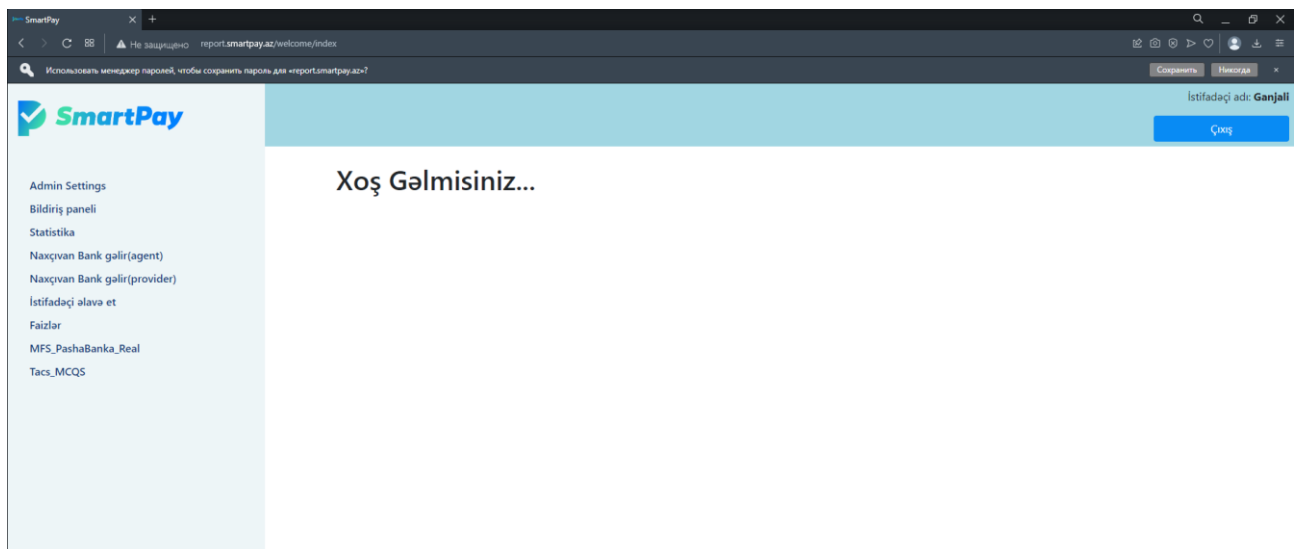 SmartPay
Не защищено report.smartpay.az/welcome/index
Использовать менеджер паролей, чтобы сохранить пароль для «report.smartpay.az»?
Сохранить Никогда
SmartPay
İstifadəçi adı: Ganjali
Çıxış
Xoş Gəlmisiniz...
Admin Settings
Bildiriş paneli
Statistika
Naxçıvan Bank gəlir(agent)
Naxçıvan Bank gəlir(provider)
İstifadəçi əlavə et
Faizlər
MFS_PashaBanka_Real
Tacs_MCQS